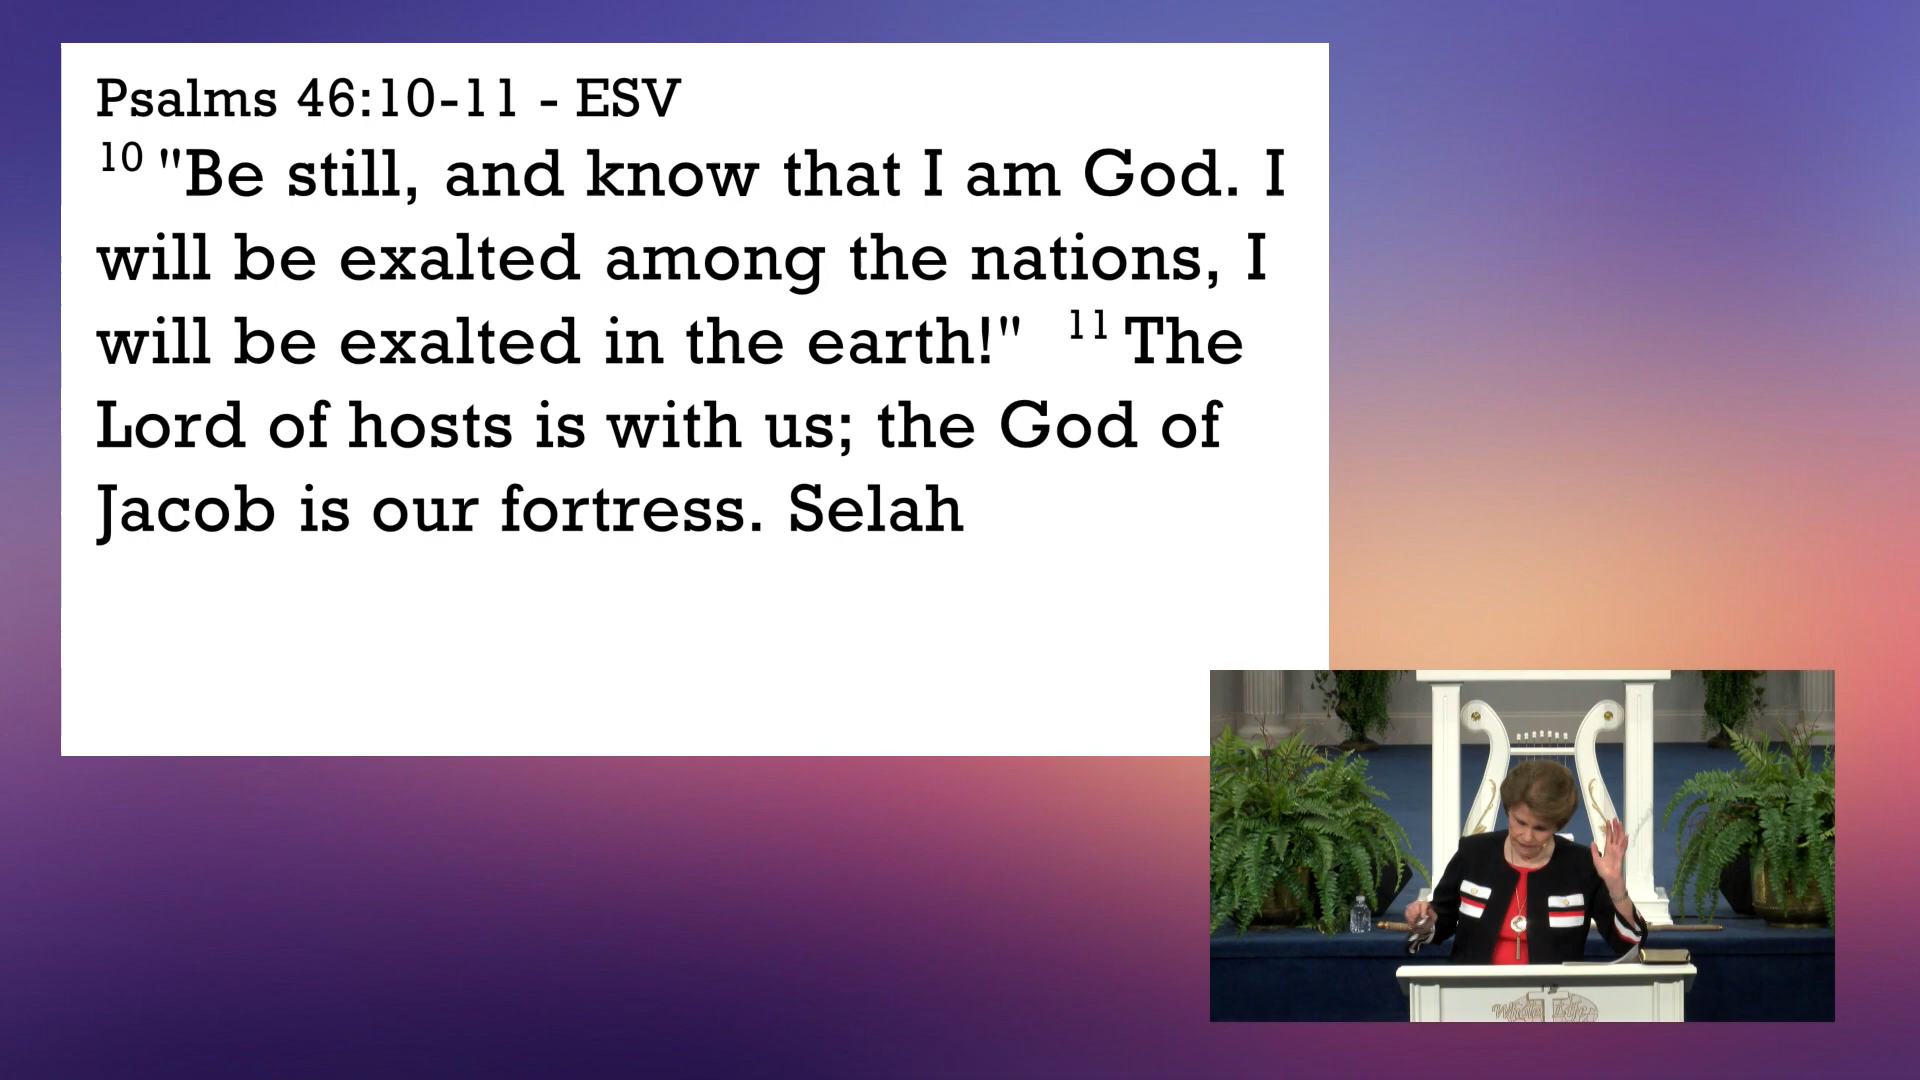 Psalms 46:10-11 - ESV
10 "Be still, and know that I am God. I
will be exalted among the nations, I
will be exalted in the earth!" 11 The
Lord of hosts is with us; the God of
Jacob is our fortress. Selah
Whole Life